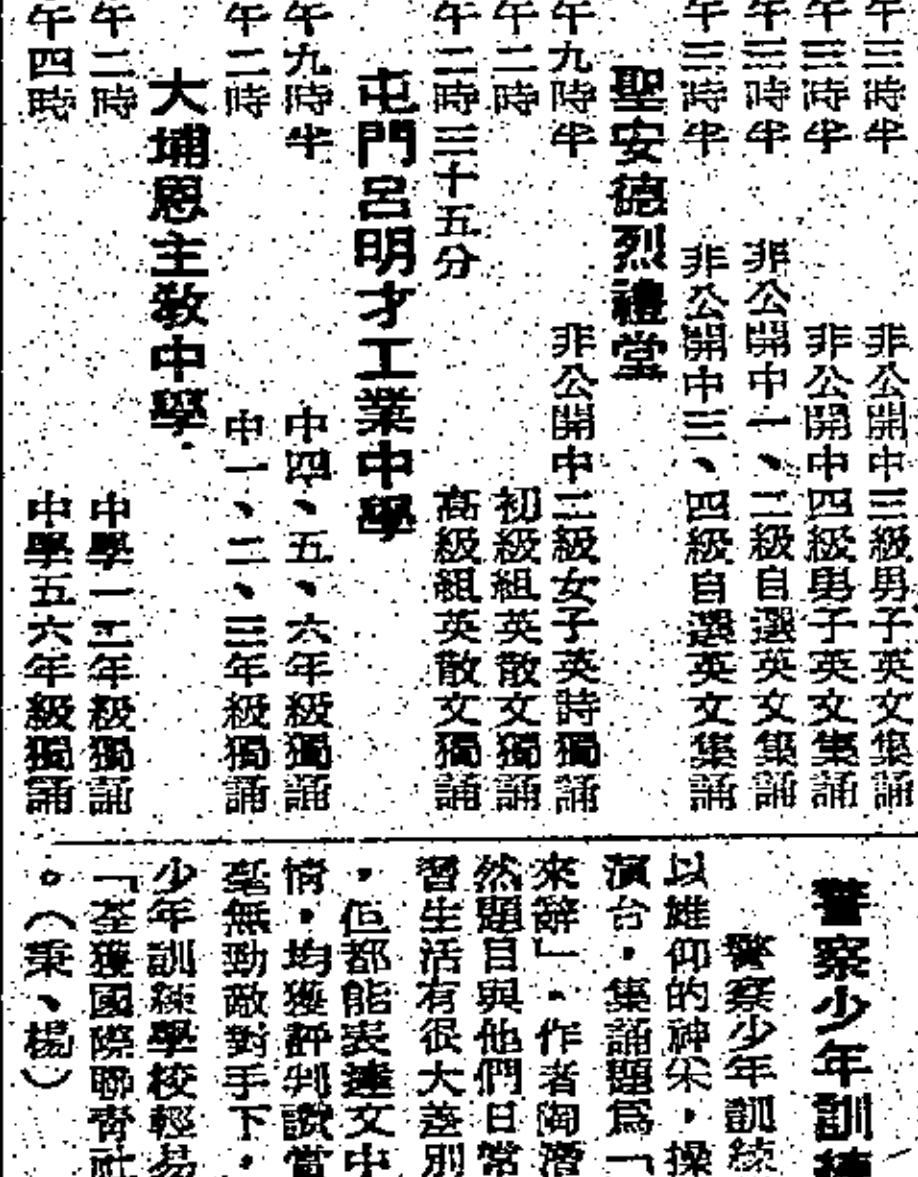 午三時半 非公開中三級男子英文集誦
午三時半 非公開中四級男子英文集誦
午三時半 非公開中一、二級自選英文集誦
午三時半 非公開中三、四級自選英文集誦
聖安德烈禮堂
午九時半 非公開中二級女子英詩獨誦
午二時 初級組英散文獨誦
午二時三十五分 高級組英散文獨誦
屯門呂明才工業中學
午九時半 中四、五、六年級獨誦
午二時 中一、二、三年級獨誦
大埔恩主教中學
午二時 中學一二年級獨誦
午四時 中學五六年級獨誦
警察少年訓練
警察少年訓練
以雄仰的神采,操
演台,集誦題爲「
來辭」,作者陶潛
然題目與他們日常
習生活有很大差別
,但都能表達文中
情,均獲評判讚賞
毫無勁敵對手下,
少年訓練學校輕易
「荃獲國際聯青社
。(秉、楊)